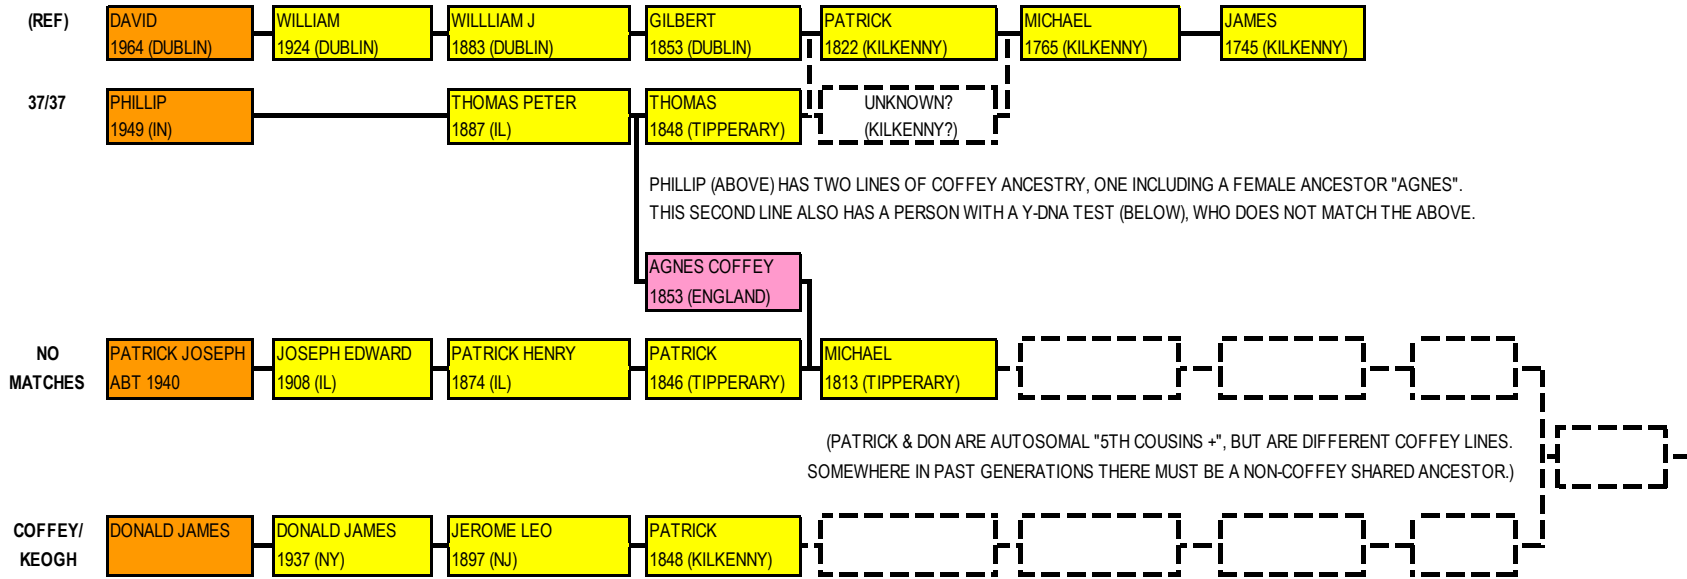 (REF)
DAVID
1964 (DUBLIN)
WILLIAM
1924 (DUBLIN)
WILLLIAM J
1883 (DUBLIN)
GILBERT
1853 (DUBLIN)
PATRICK
1822 (KILKENNY)
MICHAEL
1765 (KILKENNY)
JAMES
1745 (KILKENNY)
37/37
PHILLIP
1949 (IN)
THOMAS PETER
1887 (IL)
THOMAS
1848 (TIPPERARY)
UNKNOWN?
(KILKENNY?)
PHILLIP (ABOVE) HAS TWO LINES OF COFFEY ANCESTRY, ONE INCLUDING A FEMALE ANCESTOR "AGNES".
THIS SECOND LINE ALSO HAS A PERSON WITH A Y-DNA TEST (BELOW), WHO DOES NOT MATCH THE ABOVE.
AGNES COFFEY
1853 (ENGLAND)
NO
MATCHES
PATRICK JOSEPH
ABT 1940
JOSEPH EDWARD
1908 (IL)
PATRICK HENRY
1874 (IL)
PATRICK
1846 (TIPPERARY)
MICHAEL
1813 (TIPPERARY)
(PATRICK & DON ARE AUTOSOMAL "5TH COUSINS +", BUT ARE DIFFERENT COFFEY LINES.
SOMEWHERE IN PAST GENERATIONS THERE MUST BE A NON-COFFEY SHARED ANCESTOR.)
COFFEY/
KEOGH
DONALD JAMES
DONALD JAMES
1937 (NY)
JEROME LEO
1897 (NJ)
PATRICK
1848 (KILKENNY)